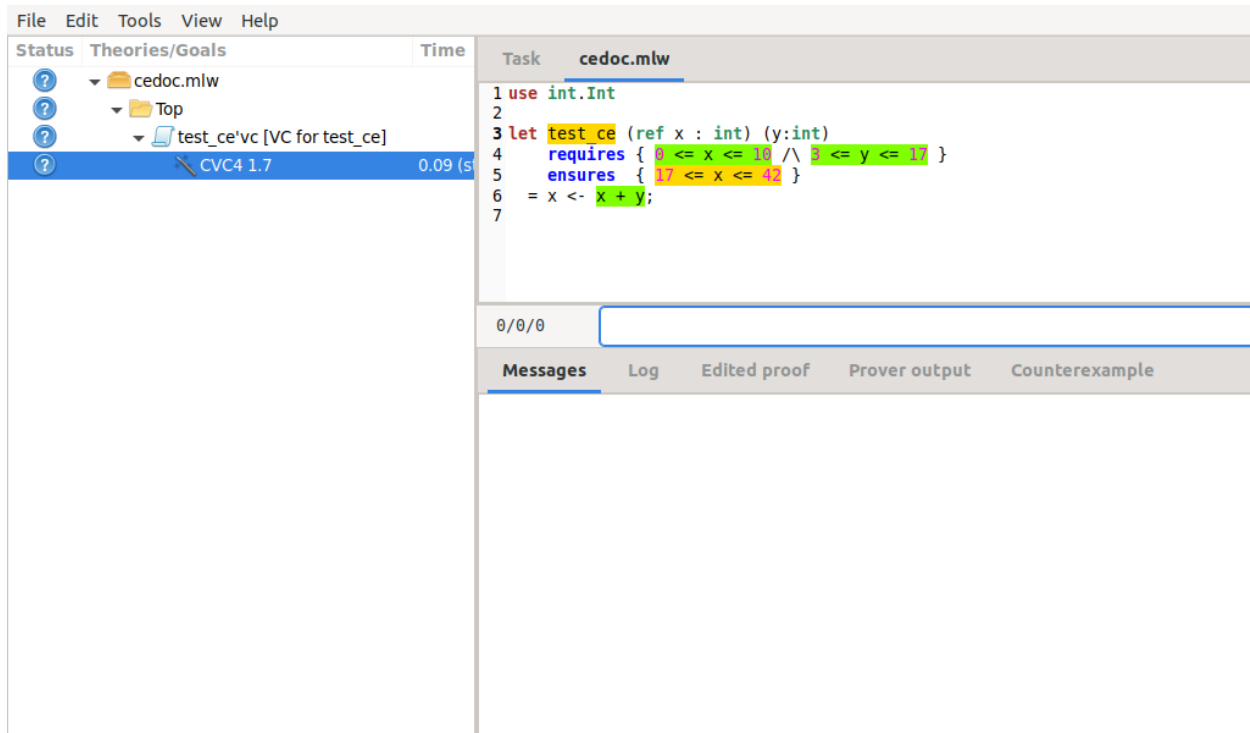 File Edit Tools View Help
Status Theories/Goals Time
cedoc.mlw
Top
test_ce'vc [VC for test_ce]
CVC4 1.7 0.09 (s
Task cedoc.mlw
1 use int.Int
2
3 let test_ce (ref x : int) (y:int)
4 requires { 0 <= x <= 10 /\ 3 <= y <= 17 }
5 ensures { 17 <= x <= 42 }
6 = x <- x + y;
7
0/0/0
Messages Log Edited proof Prover output Counterexample